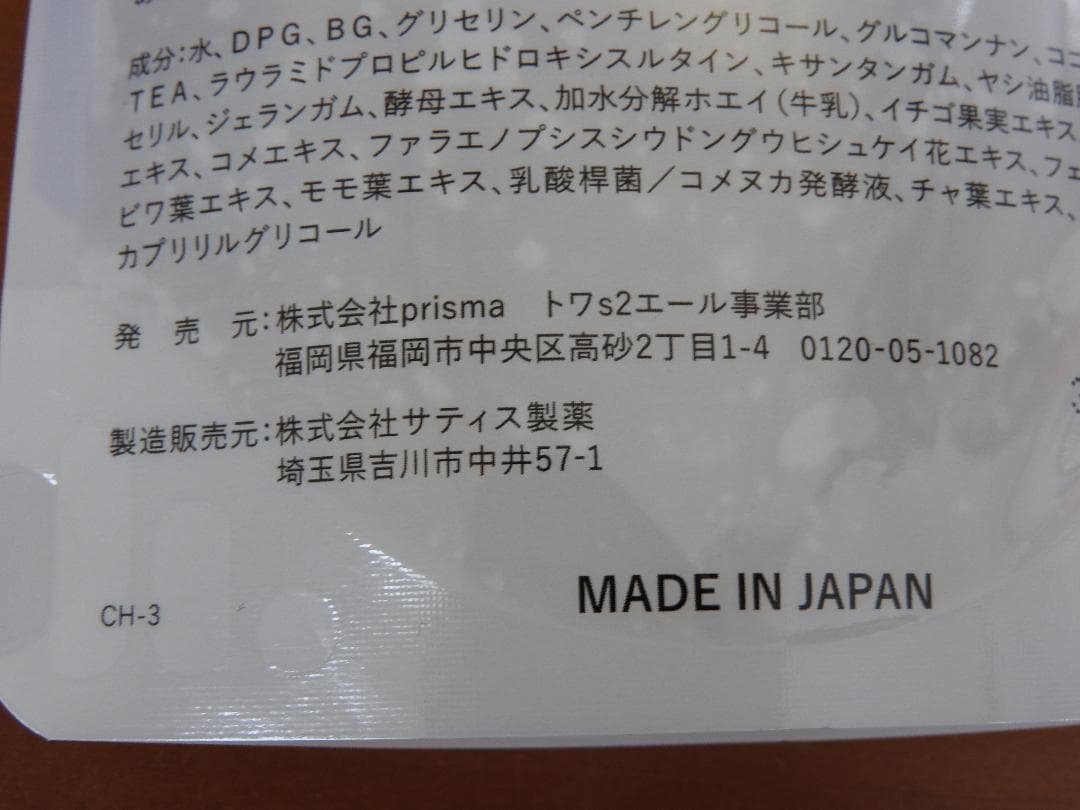 成分：水、DPG、BG、グリセリン、ペンチレングリコール、グルコマンナン、ココ
TEA、ラウラミドプロピルヒドロキシスルタイン、キサンタンガム、ヤシ油脂肪
セリル、ジェランガム、酵母エキス、加水分解ホエイ（牛乳）、イチゴ果実エキス、
エキス、コメエキス、ファラエノプシスシウドングウヒシュケイ花エキス、フェ
ビワ葉エキス、モモ葉エキス、乳酸桿菌／コメヌカ発酵液、チャ葉エキス、
カプリリルグリコール
発売元：株式会社prisma トワs2エール事業部
福岡県福岡市中央区高砂2丁目1-4 0120-05-1082
製造販売元：株式会社サティス製薬
埼玉県吉川市中井57-1
MADE IN JAPAN
CH-3